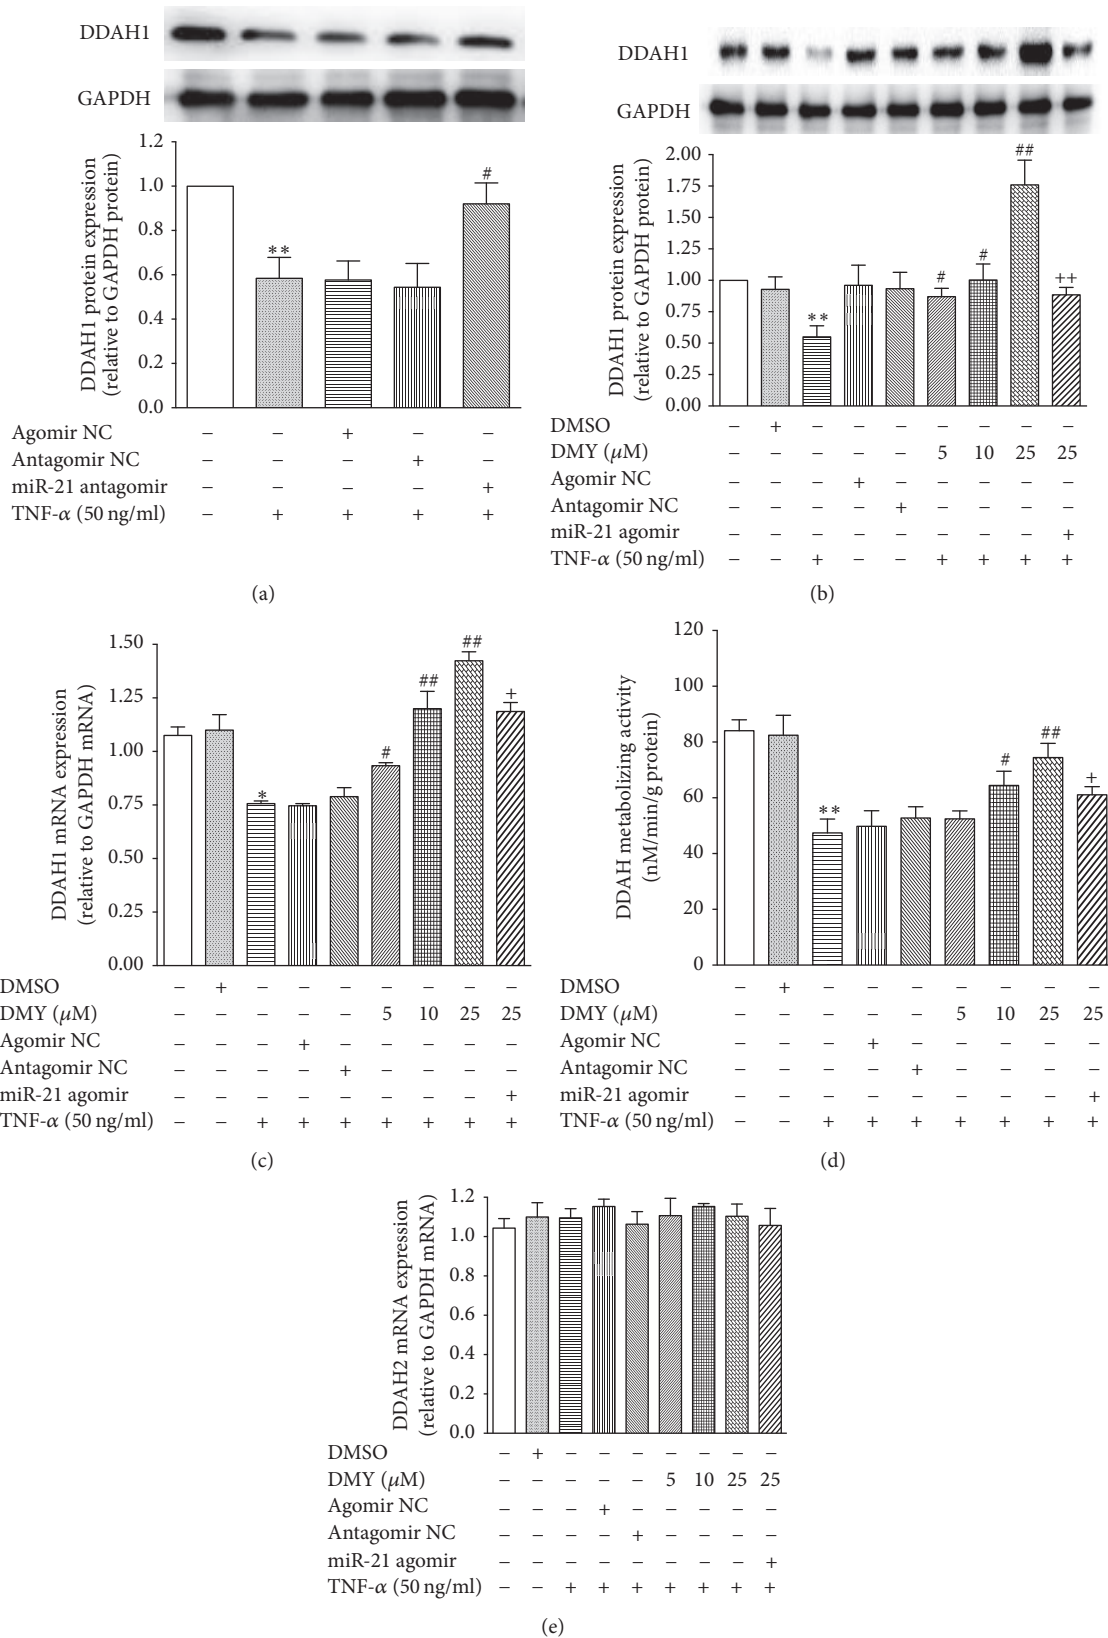 DDAH1
GAPDH
1.2
1.0
0.8
0.6
0.4
0.2
0.0
DDAH1 protein expression
(relative to GAPDH protein)
**
#
Agomir NC – – + – –
Antagomir NC – – – + –
miR-21 antagomir – – – – +
TNF-α (50 ng/ml) – + + + +
(a)
DDAH1
GAPDH
2.00
1.75
1.50
1.25
1.00
0.75
0.50
0.25
0.00
DDAH1 protein expression
(relative to GAPDH protein)
**
#
#
##
++
DMSO – + – – – – – – –
DMY (μM) – – – – – 5 10 25 25
Agomir NC – – – + – – – – –
Antagomir NC – – – – + – – – –
miR-21 agomir – – – – – – – – +
TNF-α (50 ng/ml) – – + – – + + + +
(b)
1.50
1.25
1.00
0.75
0.50
0.25
0.00
DDAH1 mRNA expression
(relative to GAPDH mRNA)
*
#
##
##
+
DMSO – + – – – – – – –
DMY (μM) – – – – – 5 10 25 25
Agomir NC – – – + – – – – –
Antagomir NC – – – – + – – – –
miR-21 agomir – – – – – – – – +
TNF-α (50 ng/ml) – – + + + + + + +
(c)
120
100
80
60
40
20
0
DDAH metabolizing activity
(nM/min/g protein)
**
#
##
+
DMSO – + – – – – – – –
DMY (μM) – – – – – 5 10 25 25
Agomir NC – – – + – – – – –
Antagomir NC – – – – + – – – –
miR-21 agomir – – – – – – – – +
TNF-α (50 ng/ml) – – + + + + + + +
(d)
1.2
1.0
0.8
0.6
0.4
0.2
0.0
DDAH2 mRNA expression
(relative to GAPDH mRNA)
DMSO – + – – – – – – –
DMY (μM) – – – – – 5 10 25 25
Agomir NC – – – + – – – – –
Antagomir NC – – – – + – – – –
miR-21 agomir – – – – – – – – +
TNF-α (50 ng/ml) – – + + + + + + +
(e)